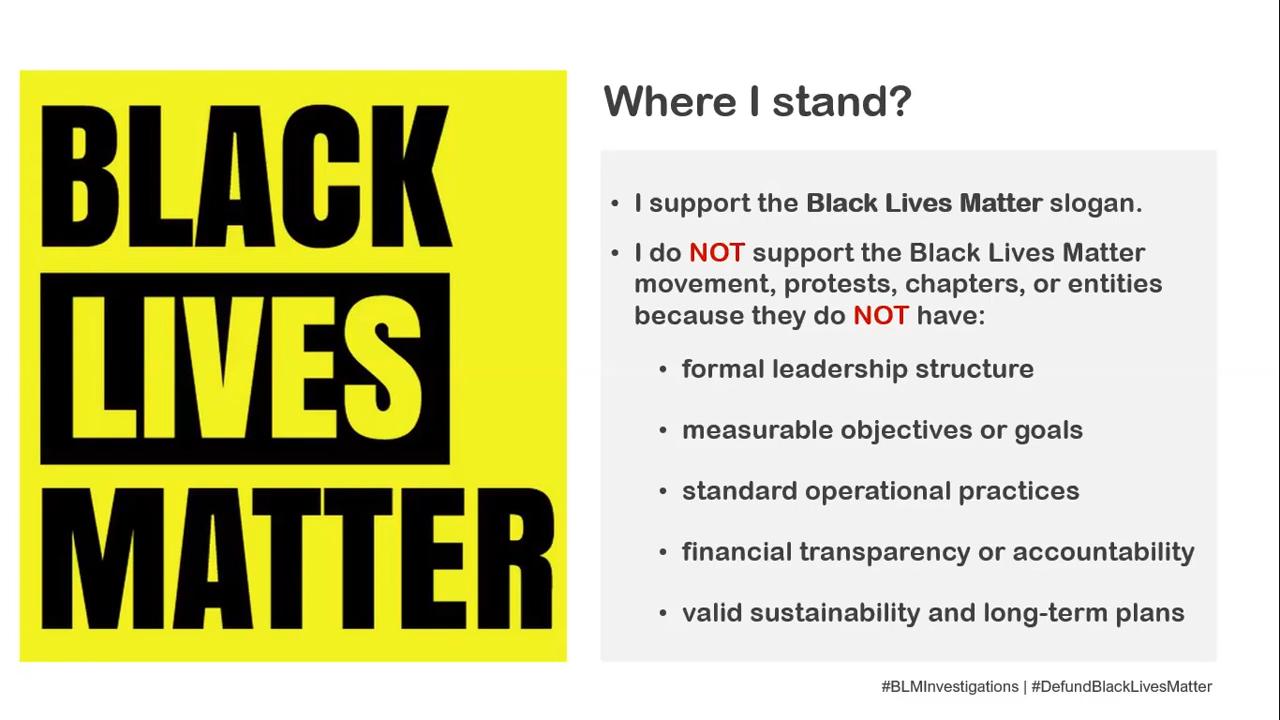 BLACK
LIVES
MATTER
Where I stand?
• I support the Black Lives Matter slogan.
• I do NOT support the Black Lives Matter
movement, protests, chapters, or entities
because they do NOT have:
• formal leadership structure
• measurable objectives or goals
• standard operational practices
• financial transparency or accountability
• valid sustainability and long-term plans
#BLMInvestigations | #DefundBlackLivesMatter